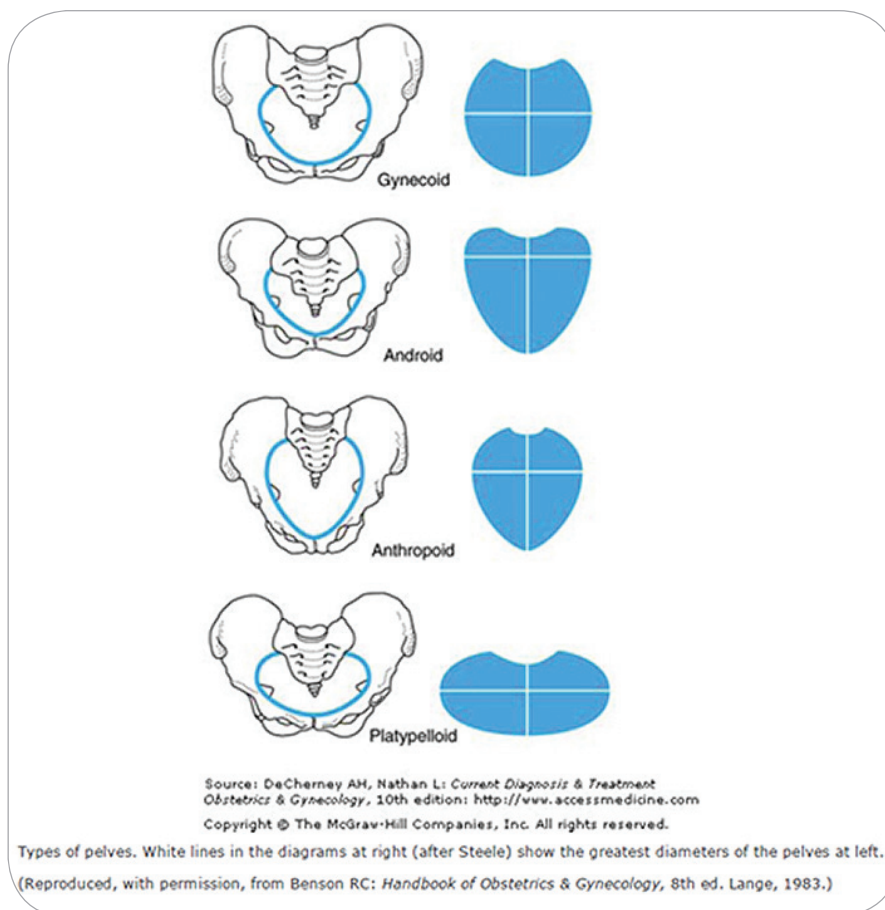 Gynecoid
Android
Anthropoid
Platypelloid
Source: DeCherney AH, Nathan L: Current Diagnosis & Treatment
Obstetrics & Gynecology, 10th edition: http://www.accessmedicine.com
Copyright © The McGraw-Hill Companies, Inc. All rights reserved.
Types of pelves. White lines in the diagrams at right (after Steele) show the greatest diameters of the pelves at left.
(Reproduced, with permission, from Benson RC: Handbook of Obstetrics & Gynecology, 8th ed. Lange, 1983.)